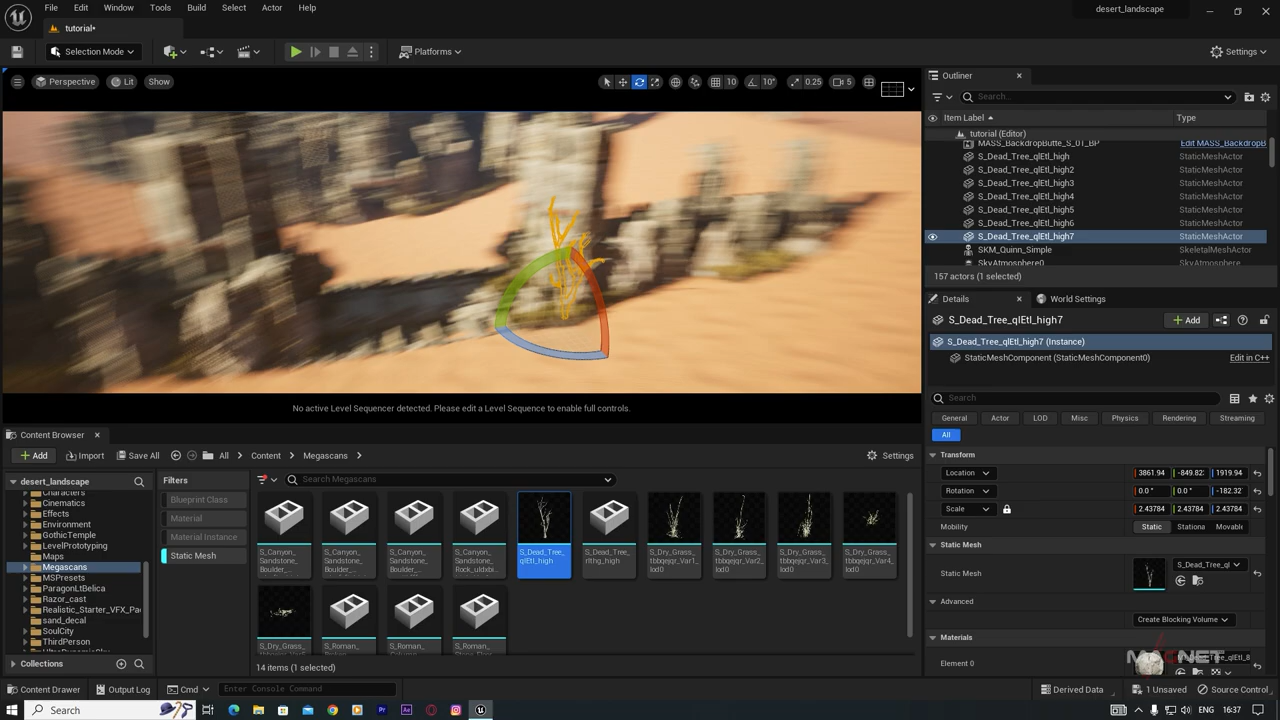 File Edit Window Tools Build Select Actor Help
desert_landscape
tutorial*
Selection Mode
Platforms
Settings
Perspective Lit Show
10 10° 0.25 5
Outliner
Search...
Item Label Type
tutorial (Editor)
MASS_BackdropButte_S_01_BP Edit MASS_BackdropB
S_Dead_Tree_qlEtl_high StaticMeshActor
S_Dead_Tree_qlEtl_high2 StaticMeshActor
S_Dead_Tree_qlEtl_high3 StaticMeshActor
S_Dead_Tree_qlEtl_high4 StaticMeshActor
S_Dead_Tree_qlEtl_high5 StaticMeshActor
S_Dead_Tree_qlEtl_high6 StaticMeshActor
S_Dead_Tree_qlEtl_high7 StaticMeshActor
SKM_Quinn_Simple SkeletalMeshActor
SkyAtmosphere0 SkyAtmosphere
157 actors (1 selected)
Details World Settings
S_Dead_Tree_qlEtl_high7
Add
S_Dead_Tree_qlEtl_high7 (Instance)
StaticMeshComponent (StaticMeshComponent0) Edit in C++
Search
General Actor LOD Misc Physics Rendering Streaming
All
Transform
Location 3861.94 -849.82 1919.94
Rotation 0.0 ° 0.0 ° -182.32
Scale 2.43784 2.43784 2.43784
Mobility Static Stationa Movabl
Static Mesh
Static Mesh S_Dead_Tree_ql
Advanced
Create Blocking Volume
Materials
Element 0
No active Level Sequencer detected. Please edit a Level Sequence to enable full controls.
Content Browser
Add Import Save All All Content Megascans Settings
desert_landscape
Characters
Cinematics
Effects
Environment
GothicTemple
LevelPrototyping
Maps
Megascans
MSPresets
ParagonLtBelica
Razor_cast
Realistic_Starter_VFX_Pa
sand_decal
SoulCity
ThirdPerson
Collections
Filters
Blueprint Class
Material
Material Instance
Static Mesh
Search Megascans
S_Canyon_ Sandstone_ Boulder_...
S_Canyon_ Sandstone_ Boulder_...
S_Canyon_ Sandstone_ Boulder_...
S_Canyon_ Sandstone_ Rock_uldxbi...
S_Dead_Tree_ qlEtl_high
S_Dead_Tree_ rlthg_high
S_Dry_Grass_ tbbqejqr_Var1_ lod0
S_Dry_Grass_ tbbqejqr_Var2_ lod0
S_Dry_Grass_ tbbqejqr_Var3_ lod0
S_Dry_Grass_ tbbqejqr_Var4_ lod0
S_Dry_Grass_
S_Roman_
S_Roman_
S_Roman_
14 items (1 selected)
Content Drawer Output Log Cmd Enter Console Command
Derived Data 1 Unsaved Source Control
Search
ENG 16:37